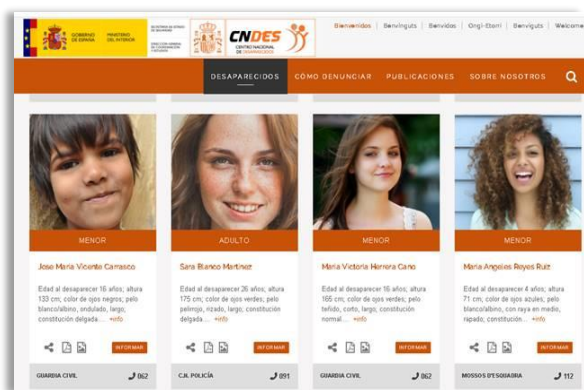 GOBIERNO DE ESPAÑA
MINISTERIO DEL INTERIOR
CNDES
CENTRO NACIONAL
DE DESAPARECIDOS
Bienvenidos | Benvinguts | Benvidos | Ongi-Etorri | Benviguts | Welcome
DESAPARECIDOS CÓMO DENUNCIAR PUBLICACIONES SOBRE NOSOTROS
MENOR
Jose Maria Vicente Carrasco
Edad al desaparecer 16 años; altura
133 cm; color de ojos negros; pelo
blanco/albino, ondulado, largo;
constitución delgada ... +info
INFORMAR
GUARDIA CIVIL 062
ADULTO
Sara Blanco Martinez
Edad al desaparecer 26 años; altura
175 cm; color de ojos verdes; pelo
pelirrojo, rizado, largo; constitución
delgada ... +info
INFORMAR
C.N. POLICÍA 091
MENOR
Maria Victoria Herrera Cano
Edad al desaparecer 16 años; altura
165 cm; color de ojos verdes; pelo
teñido, corto, largo; constitución
normal ... +info
INFORMAR
GUARDIA CIVIL 062
MENOR
Maria Angeles Reyes Ruiz
Edad al desaparecer 4 años; altura
71 cm; color de ojos azules; pelo
blanco/albino, con raya en medio,
rapado; constitución... +info
INFORMAR
MOSSOS D'ESQUADRA 112